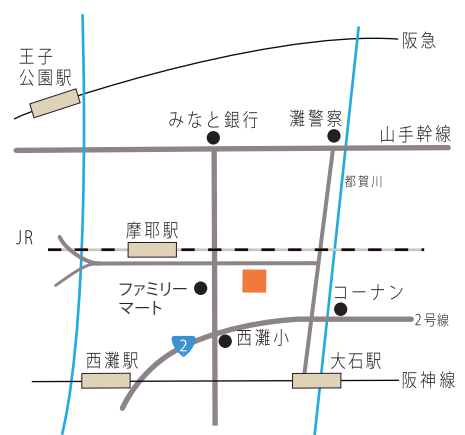 阪急
王子
公園駅
みなと銀行
灘警察
山手幹線
都賀川
摩耶駅
JR
ファミリー
マート
コーナン
2号線
西灘小
2
西灘駅
大石駅
阪神線